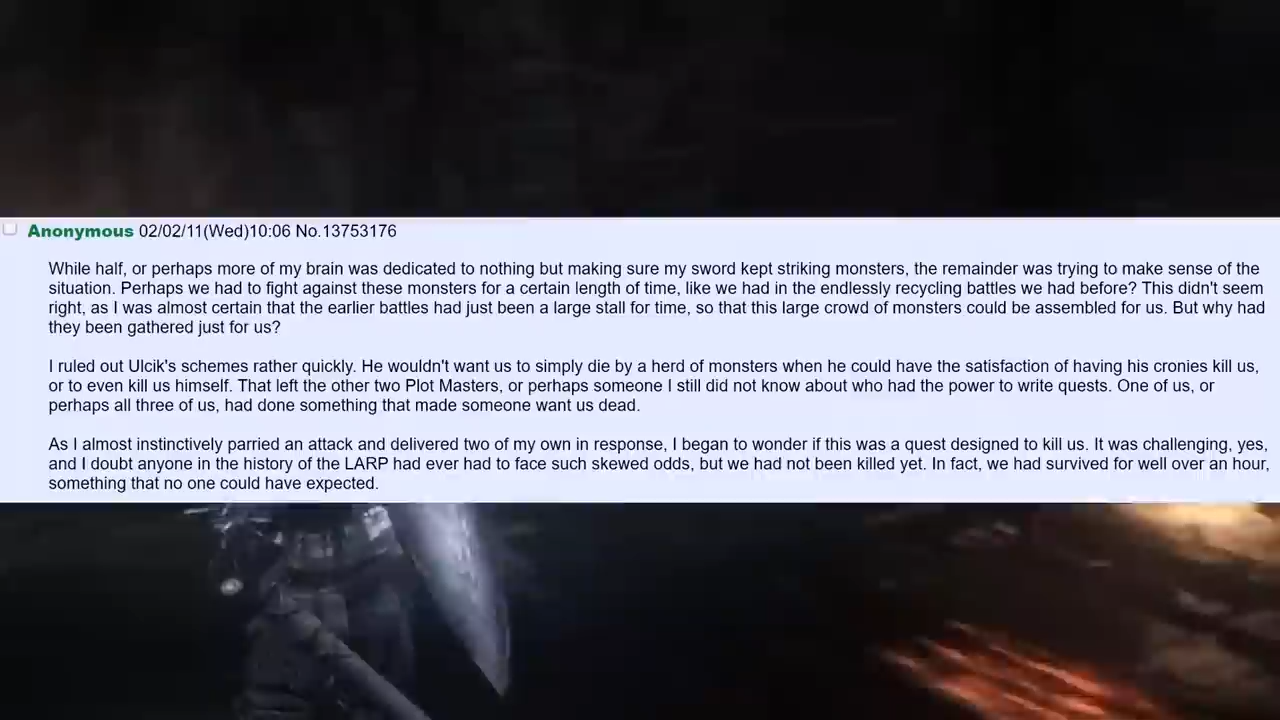 Anonymous 02/02/11(Wed)10:06 No.13753176
While half, or perhaps more of my brain was dedicated to nothing but making sure my sword kept striking monsters, the remainder was trying to make sense of the
situation. Perhaps we had to fight against these monsters for a certain length of time, like we had in the endlessly recycling battles we had before? This didn't seem
right, as I was almost certain that the earlier battles had just been a large stall for time, so that this large crowd of monsters could be assembled for us. But why had
they been gathered just for us?
I ruled out Ulcik's schemes rather quickly. He wouldn't want us to simply die by a herd of monsters when he could have the satisfaction of having his cronies kill us,
or to even kill us himself. That left the other two Plot Masters, or perhaps someone I still did not know about who had the power to write quests. One of us, or
perhaps all three of us, had done something that made someone want us dead.
As I almost instinctively parried an attack and delivered two of my own in response, I began to wonder if this was a quest designed to kill us. It was challenging, yes,
and I doubt anyone in the history of the LARP had ever had to face such skewed odds, but we had not been killed yet. In fact, we had survived for well over an hour,
something that no one could have expected.